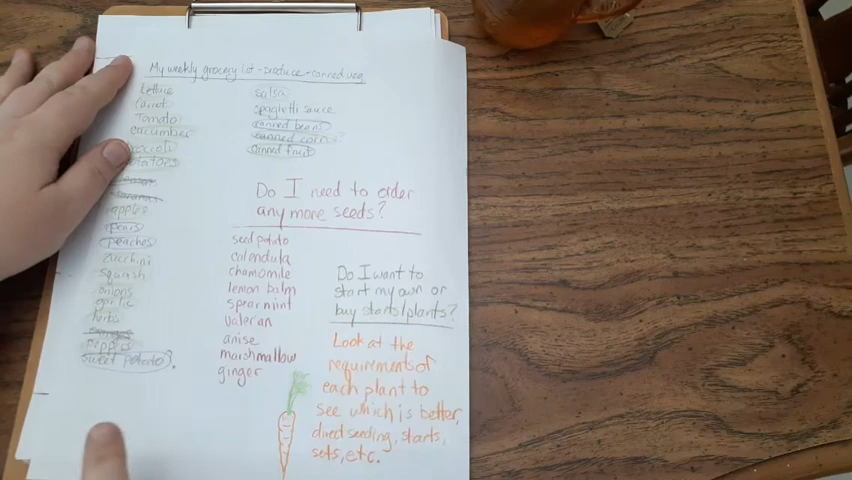 My weekly grocery list - produce - canned veg
Lettuce
Carrot
Tomato
cucumber
broccoli
potatoes
apples
pears
peaches
zucchini
squash
onions
garlic
herbs
peppers
sweet potato?
salsa
spaghetti sauce
canned beans
canned corn?
canned fruit
Do I need to order
any more seeds?
seed potato
calendula
chamomile
lemon balm
spearmint
valerian
anise
marshmallow
ginger
Do I want to
start my own or
buy starts/plants?
Look at the
requirements of
each plant to
see which is better,
direct seeding, starts,
sets, etc.